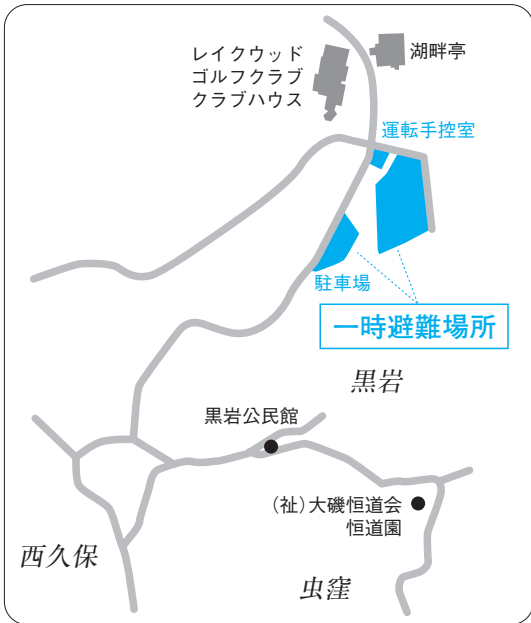 レイクウッド
ゴルフクラブ
クラブハウス
湖畔亭
運転手控室
駐車場
一時避難場所
黒岩
黒岩公民館
(祉)大磯恒道会
恒道園
西久保
虫窪